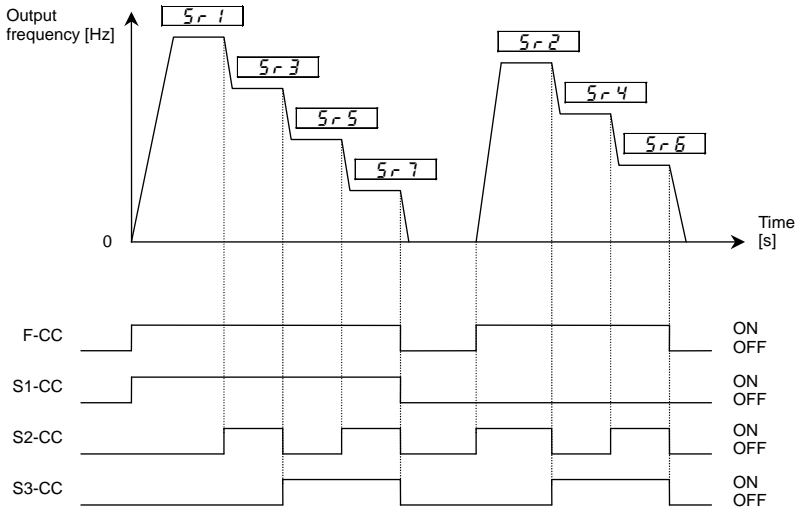 Output
frequency [Hz]
Sr1
Sr3
Sr5
Sr7
Sr2
Sr4
Sr6
0
Time
[s]
F-CC
ON
OFF
S1-CC
ON
OFF
S2-CC
ON
OFF
S3-CC
ON
OFF